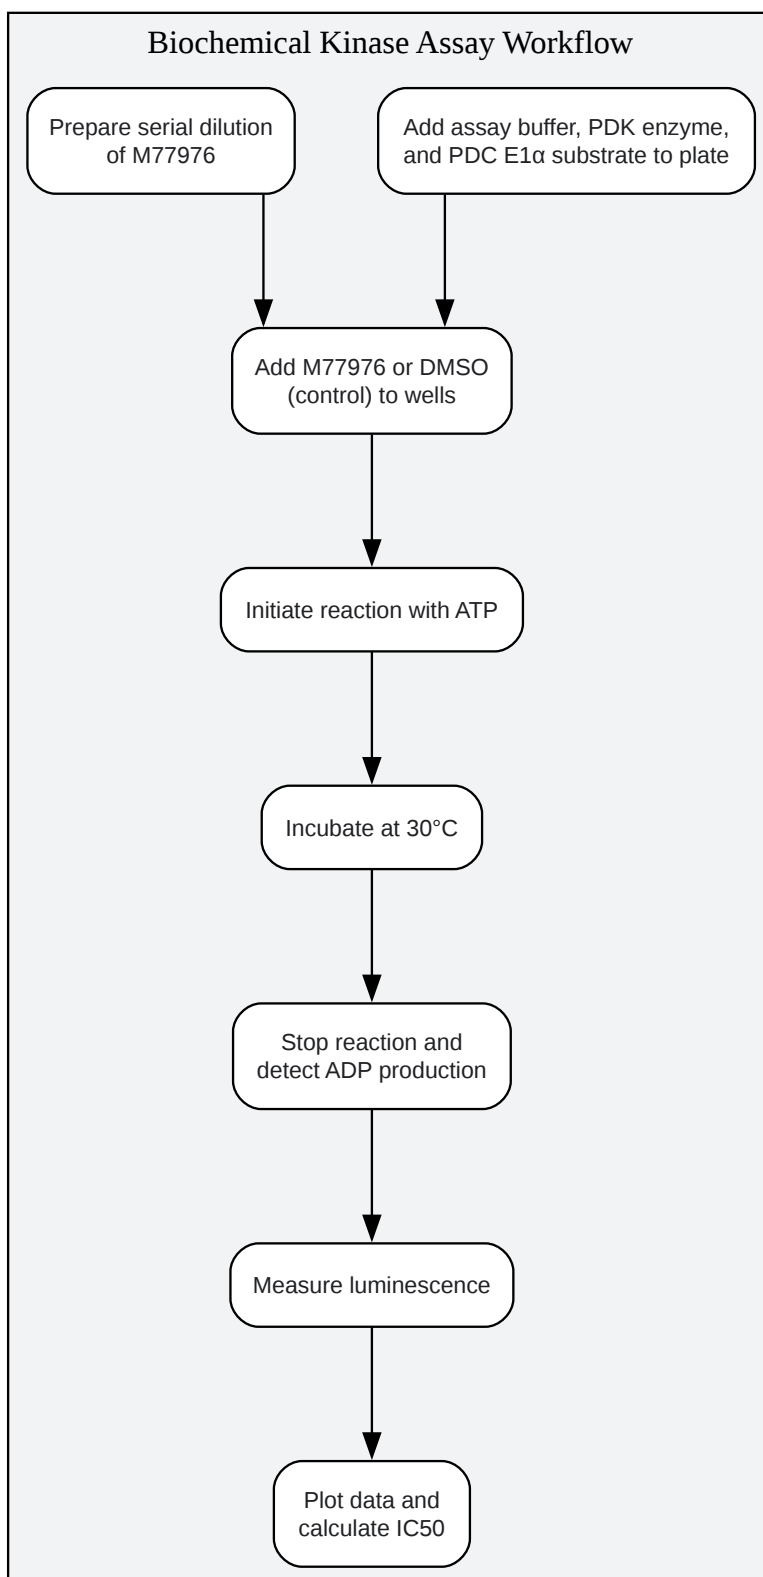 Biochemical Kinase Assay Workflow
Prepare serial dilution
of M77976
Add assay buffer, PDK enzyme,
and PDC E1α substrate to plate
Add M77976 or DMSO
(control) to wells
Initiate reaction with ATP
Incubate at 30°C
Stop reaction and
detect ADP production
Measure luminescence
Plot data and
calculate IC50